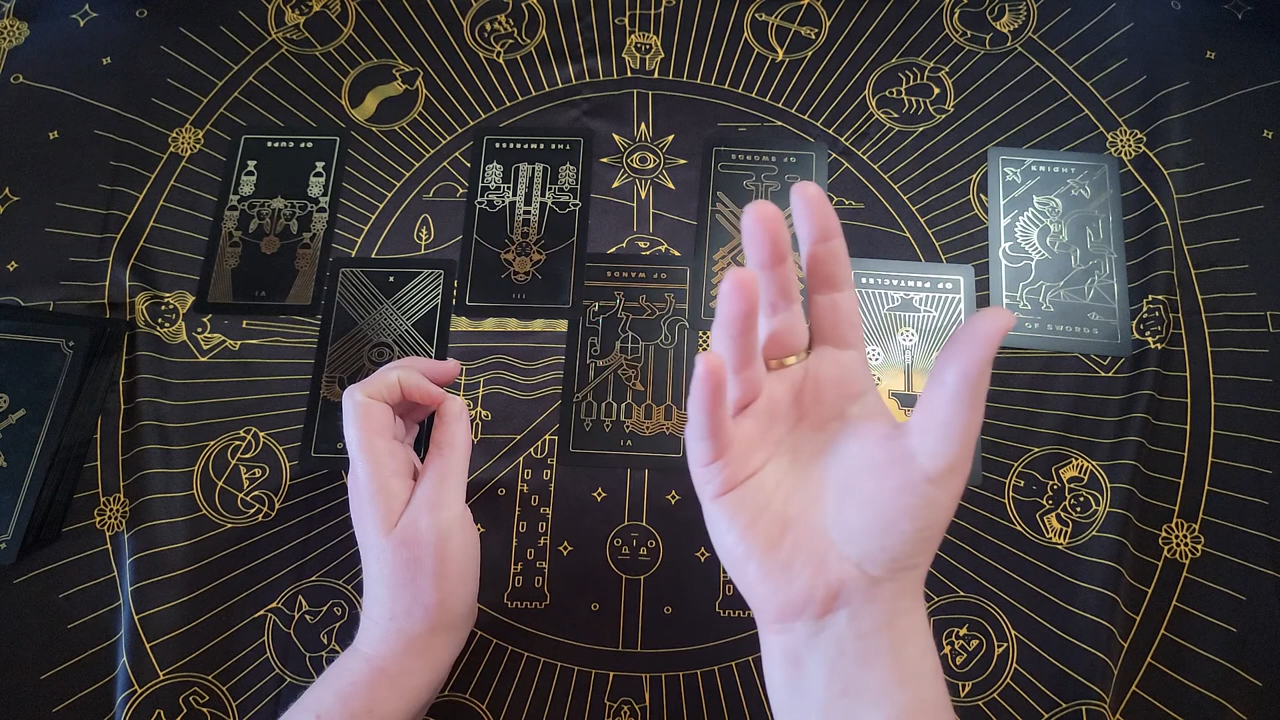 OF CUPS
VI
X
THE EMPRESS
III
OF WANDS
VI
OF SWORDS
OF PENTACLES
KNIGHT
OF SWORDS